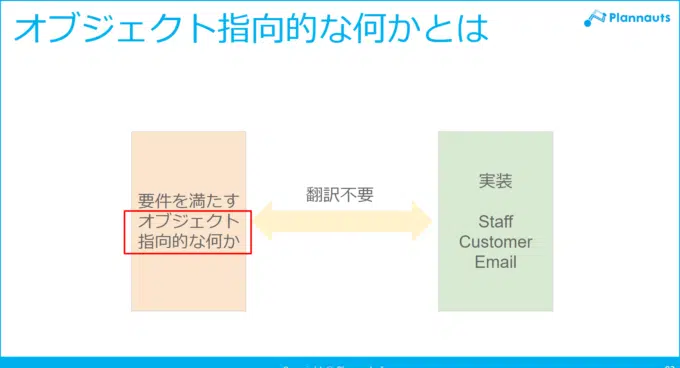 オブジェクト指向的な何かとは
Plannauts
要件を満たす
オブジェクト
指向的な何か
翻訳不要
実装
Staff
Customer
Email